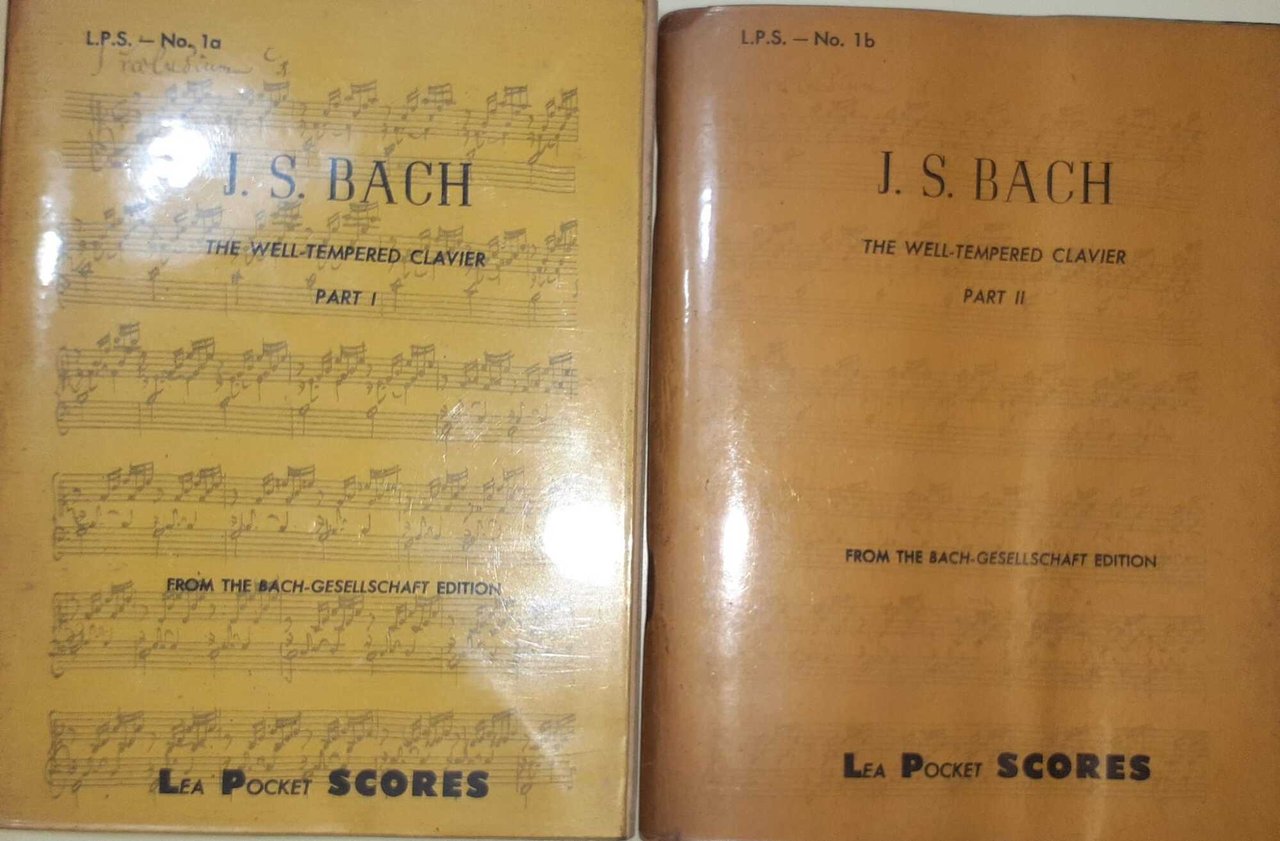 L.P.S. — No. 1a
Praeludium
J. S. BACH
THE WELL-TEMPERED CLAVIER
PART I
FROM THE BACH-GESELLSCHAFT EDITION
LEA POCKET SCORES
L.P.S. — No. 1b
J. S. BACH
THE WELL-TEMPERED CLAVIER
PART II
FROM THE BACH-GESELLSCHAFT EDITION
LEA POCKET SCORES